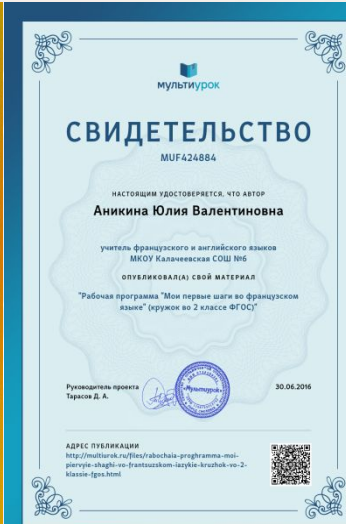 мультиурок
СВИДЕТЕЛЬСТВО
MUF424884
НАСТОЯЩИМ УДОСТОВЕРЯЕТСЯ, ЧТО АВТОР
Аникина Юлия Валентиновна
учитель французского и английского языков
МКОУ Калачеевская СОШ №6
ОПУБЛИКОВАЛ(А) СВОЙ МАТЕРИАЛ
"Рабочая программа "Мои первые шаги во французском
языке" (кружок во 2 классе ФГОС)"
Руководитель проекта
Тарасов Д. А.
«Мультиурок»
30.06.2016
АДРЕС ПУБЛИКАЦИИ
http://multiurok.ru/files/rabochaia-proghramma-moi-
piervyie-shaghi-vo-frantsuzskom-iazykie-kruzhok-vo-2-
klassie-fgos.html